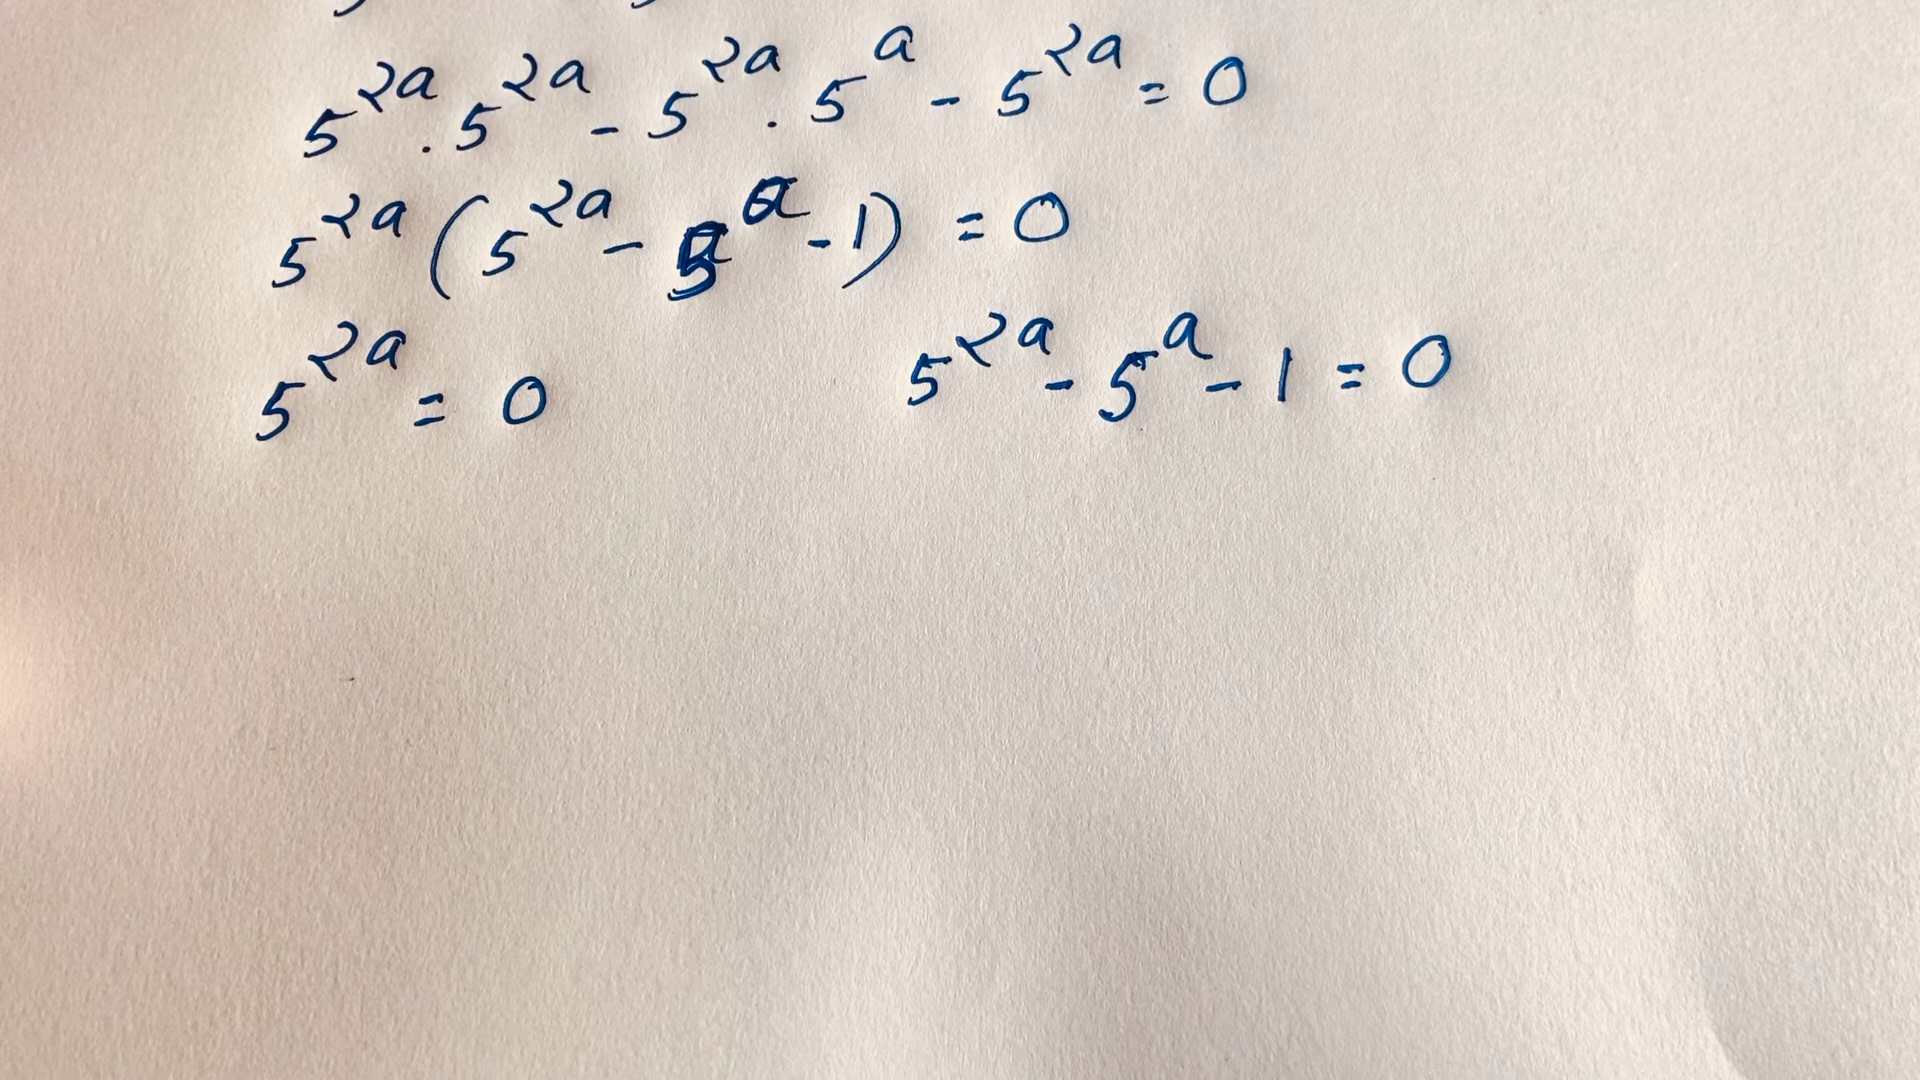 5^{2a} . 5^{2a} - 5^{2a} . 5^{a} - 5^{2a} = 0
5^{2a} (5^{2a} - 5^{a} - 1) = 0
5^{2a} = 0 5^{2a} - 5^{a} - 1 = 0